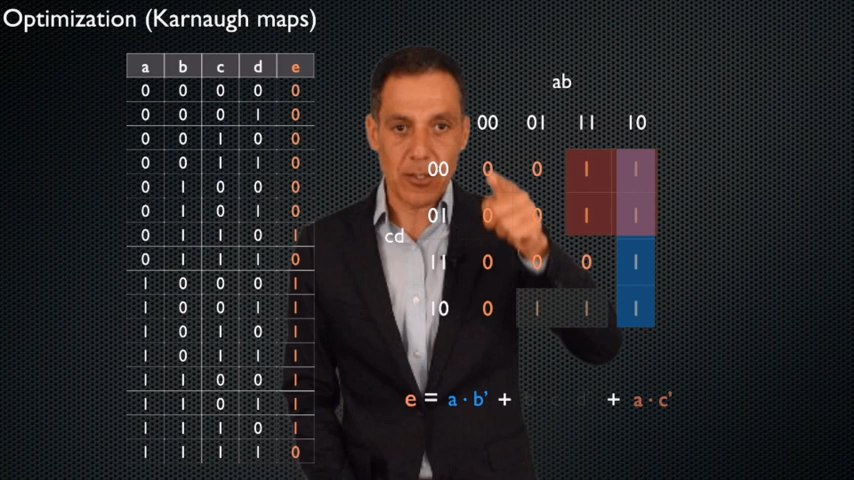 Optimization (Karnaugh maps)
a b c d e
0 0 0 0 0
0 0 0 1 0
0 0 1 0 0
0 0 1 1 0
0 1 0 0 0
0 1 0 1 0
0 1 1 0 1
0 1 1 1 0
1 0 0 0 1
1 0 0 1 1
1 0 1 0 1
1 0 1 1 1
1 1 0 0 1
1 1 0 1 1
1 1 1 0 1
1 1 1 1 0
ab
00 01 11 10
00 0 0 1 1
01 0 0 1 1
cd
11 0 0 0 1
10 0 1 1 1
e = a · b' + + a · c'